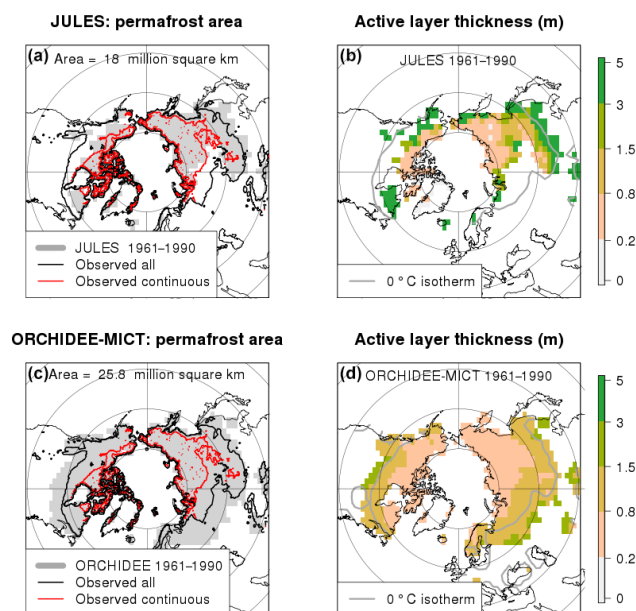 JULES: permafrost area
Active layer thickness (m)
(a) Area = 18 million square km
JULES 1961–1990
Observed all
Observed continuous
(b)
JULES 1961–1990
0 °C isotherm
5
3
1.5
0.8
0.2
0
ORCHIDEE-MICT: permafrost area
Active layer thickness (m)
(c) Area = 25.8 million square km
ORCHIDEE 1961–1990
Observed all
Observed continuous
(d) ORCHIDEE-MICT 1961–1990
0 °C isotherm
5
3
1.5
0.8
0.2
0